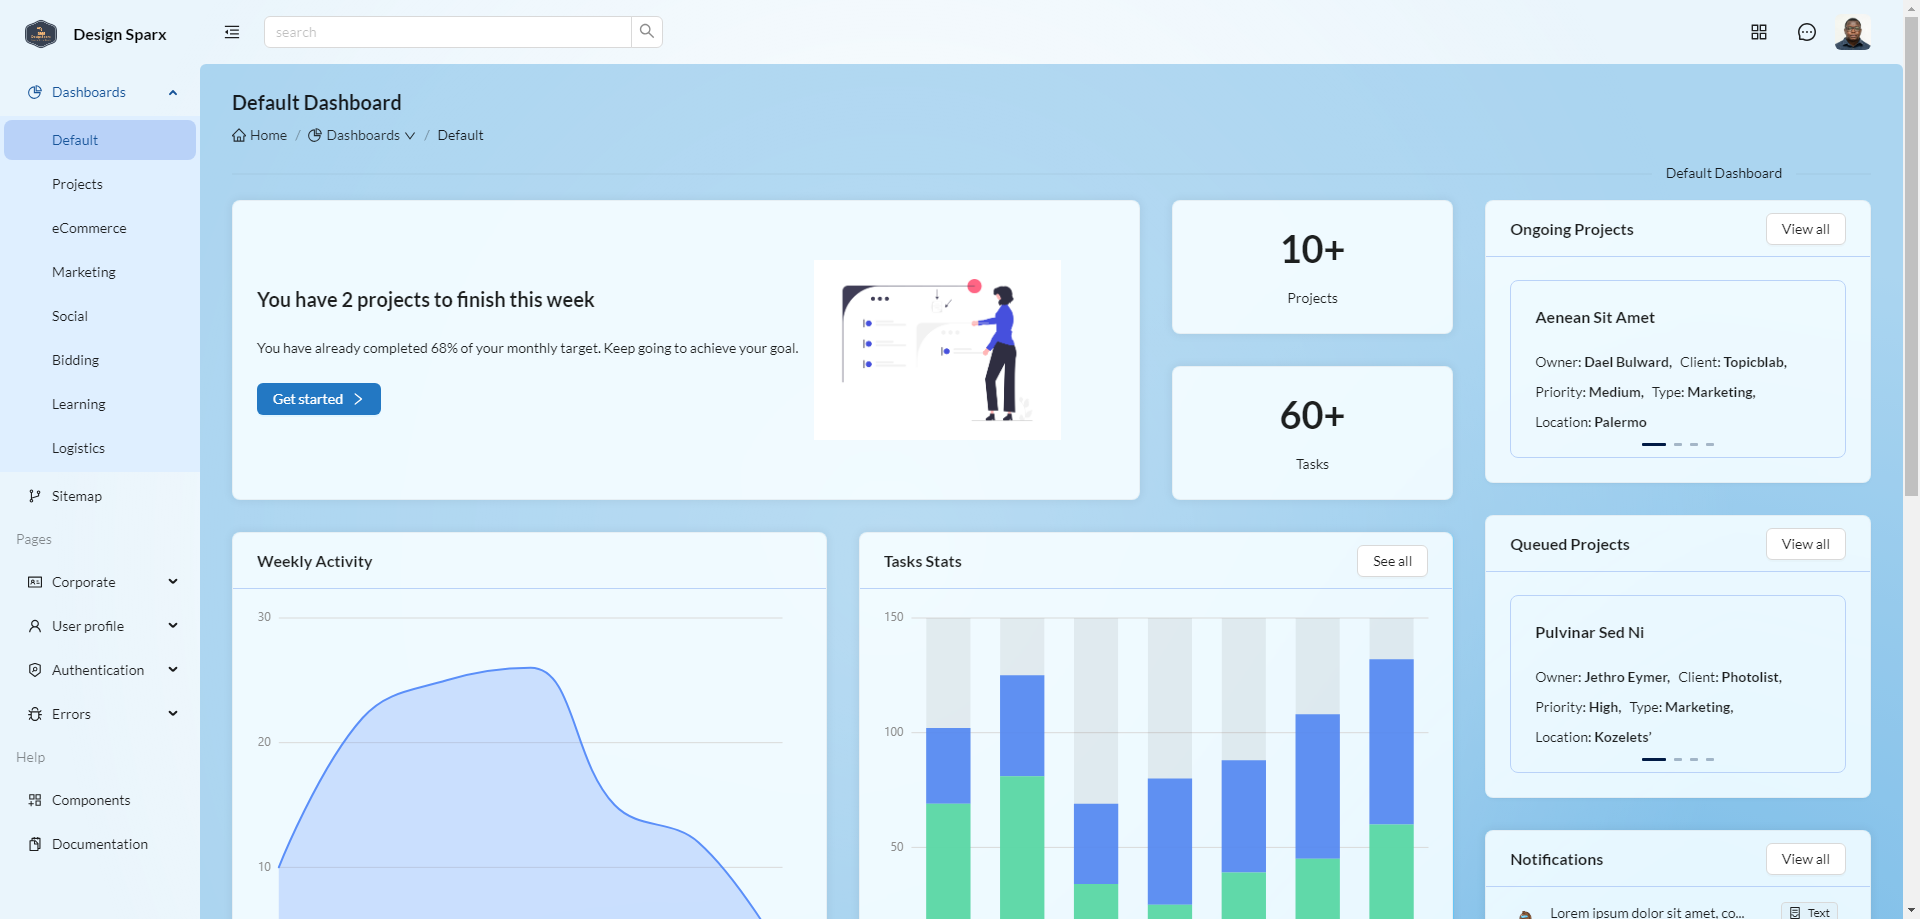 Design Sparx
search
Dashboards
Default
Projects
eCommerce
Marketing
Social
Bidding
Learning
Logistics
Sitemap
Pages
Corporate
User profile
Authentication
Errors
Help
Components
Documentation
Default Dashboard
Home / Dashboards / Default
Default Dashboard
You have 2 projects to finish this week
You have already completed 68% of your monthly target. Keep going to achieve your goal.
Get started
10+
Projects
60+
Tasks
Weekly Activity
30
20
10
Tasks Stats
See all
150
100
50
Ongoing Projects
View all
Aenean Sit Amet
Owner: Dael Bulward, Client: Topicblab,
Priority: Medium, Type: Marketing,
Location: Palermo
Queued Projects
View all
Pulvinar Sed Ni
Owner: Jethro Eymer, Client: Photolist,
Priority: High, Type: Marketing,
Location: Kozelets’
Notifications
View all
Lorem ipsum dolor sit amet, co...
Text